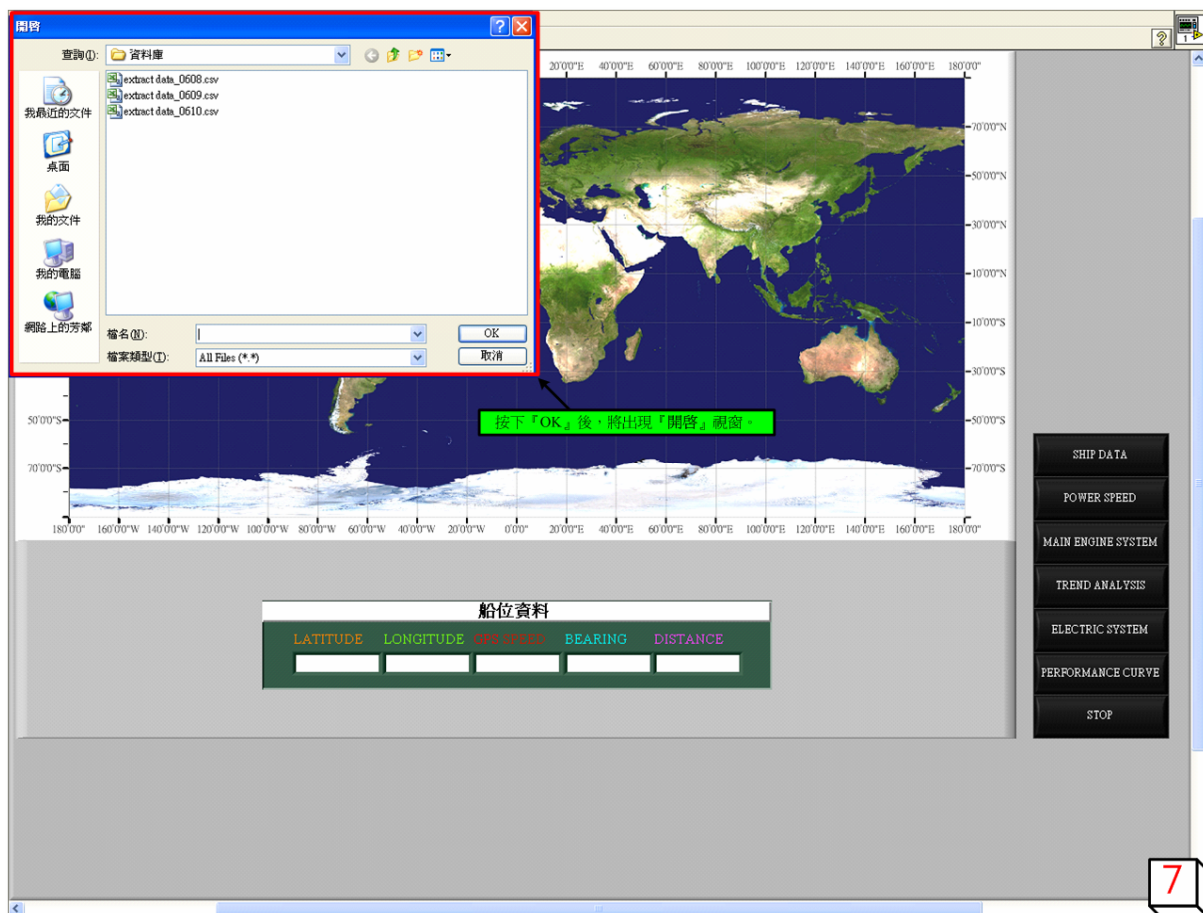 開啓
查詢(I):
資料庫
extract data_0608.csv
extract data_0609.csv
extract data_0610.csv
我最近的文件
桌面
我的文件
我的電腦
網路上的芳鄰
檔名(N):
OK
檔案類型(T):
All Files (*.*)
取消
1
20°0'0"E 40°0'0"E 60°0'0"E 80°0'0"E 100°0'0"E 120°0'0"E 140°0'0"E 160°0'0"E 180°0'0"
70°0'0"N
50°0'0"N
30°0'0"N
10°0'0"N
10°0'0"S
30°0'0"S
按下『OK』後，將出現『開啓』視窗。
50°0'0"S
50°0'0"S
70°0'0"S
70°0'0"S
180°0'0" 160°0'0"W 140°0'0"W 120°0'0"W 100°0'0"W 80°0'0"W 60°0'0"W 40°0'0"W 20°0'0"W 0°0'0" 20°0'0"E 40°0'0"E 60°0'0"E 80°0'0"E 100°0'0"E 120°0'0"E 140°0'0"E 160°0'0"E 180°0'0"
SHIP DATA
POWER SPEED
MAIN ENGINE SYSTEM
TREND ANALYSIS
ELECTRIC SYSTEM
PERFORMANCE CURVE
STOP
船位資料
LATITUDE LONGITUDE GPS SPEED BEARING DISTANCE
7